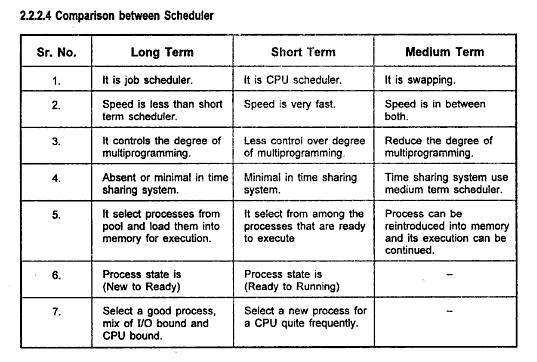 2.2.2.4 Comparison between Scheduler
Sr. No. Long Term Short Term Medium Term
1. It is job scheduler. It is CPU scheduler. It is swapping.
2. Speed is less than short Speed is very fast. Speed is in between
term scheduler. both.
3. It controls the degree of Less control over degree Reduce the degree of
multiprogramming. of multiprogramming. multiprogramming.
4. Absent or minimal in time Minimal in time sharing Time sharing system use
sharing system. system. medium term scheduler.
5. It select processes from It select from among the Process can be
pool and load them into processes that are ready reintroduced into memory
memory for execution. to execute and its execution can be
continued.
6. Process state is Process state is –
(New to Ready) (Ready to Running)
7. Select a good process, Select a new process for –
mix of I/O bound and a CPU quite frequently.
CPU bound.